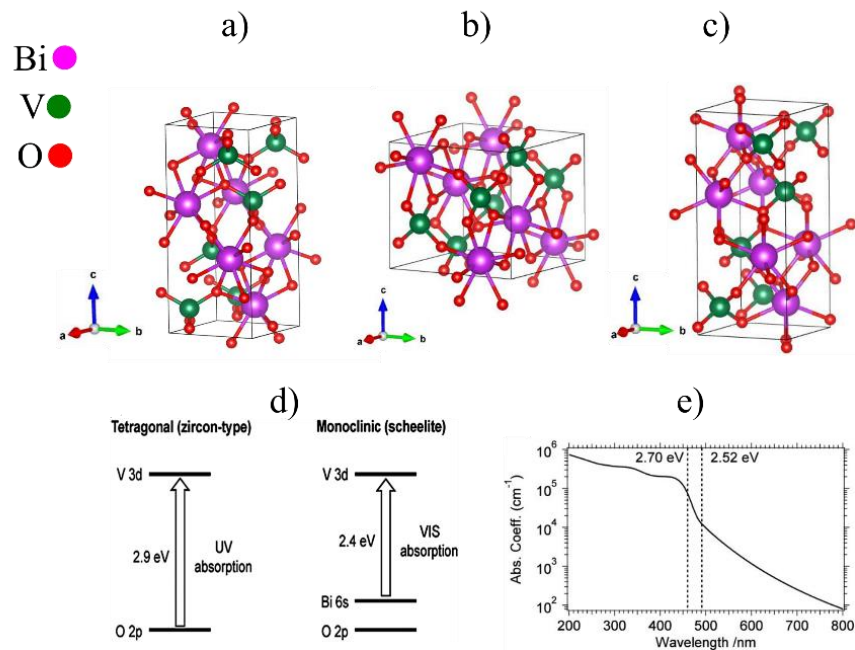 a)
b)
c)
Bi
V
O
c
a
b
c
a
b
c
a
b
d)
e)
Tetragonal (zircon-type)
Monoclinic (scheelite)
V 3d
V 3d
2.9 eV
UV
absorption
2.4 eV
VIS
absorption
Bi 6s
O 2p
O 2p
2.70 eV
2.52 eV
Abs. Coeff. (cm⁻¹)
10⁶
10⁵
10⁴
10³
10²
200 300 400 500 600 700 800
Wavelength /nm